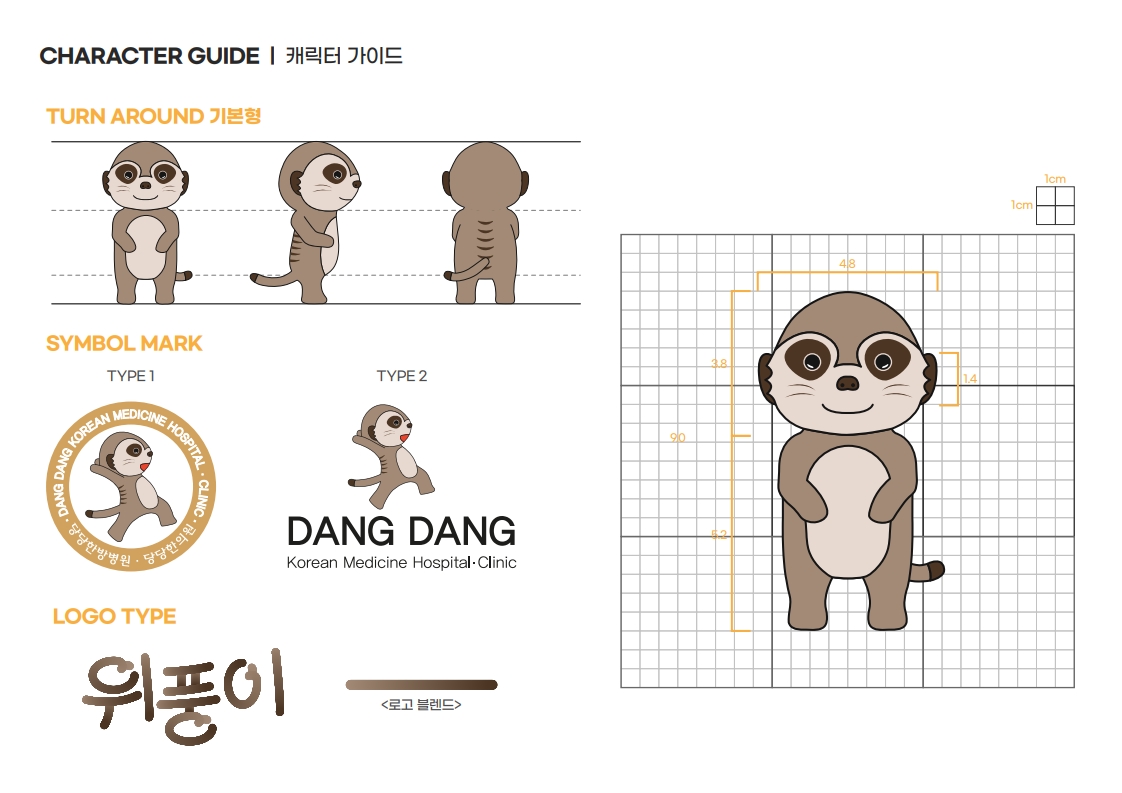 CHARACTER GUIDE | 캐릭터 가이드
TURN AROUND 기본형
SYMBOL MARK
TYPE 1
TYPE 2
DANG DANG KOREAN MEDICINE HOSPITAL · CLINIC ·
당당한방병원 · 당당한의원 ·
DANG DANG
Korean Medicine Hospital·Clinic
LOGO TYPE
위풍이
<로고 블렌드>
1cm
1cm
4.8
3.8
1.4
9.0
5.2